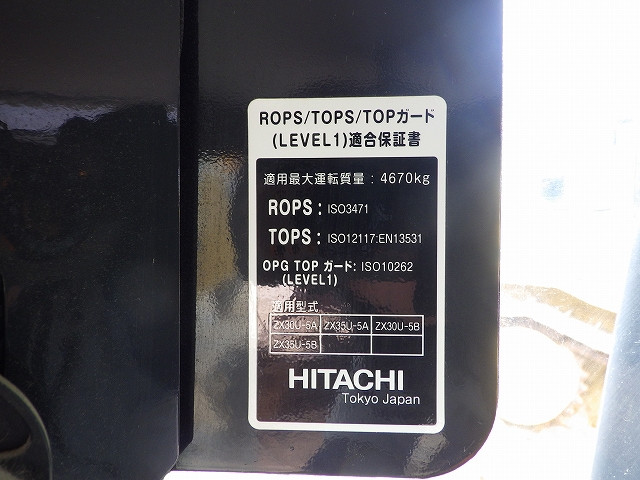 ROPS/TOPS/TOPガード
(LEVEL1)適合保証書
適用最大運転質量：4670kg
ROPS：ISO3471
TOPS：ISO12117:EN13531
OPG TOP ガード：ISO10262
(LEVEL1)
適用型式
ZX30U-5A ZX35U-5A ZX30U-5B
ZX35U-5B
HITACHI
Tokyo Japan